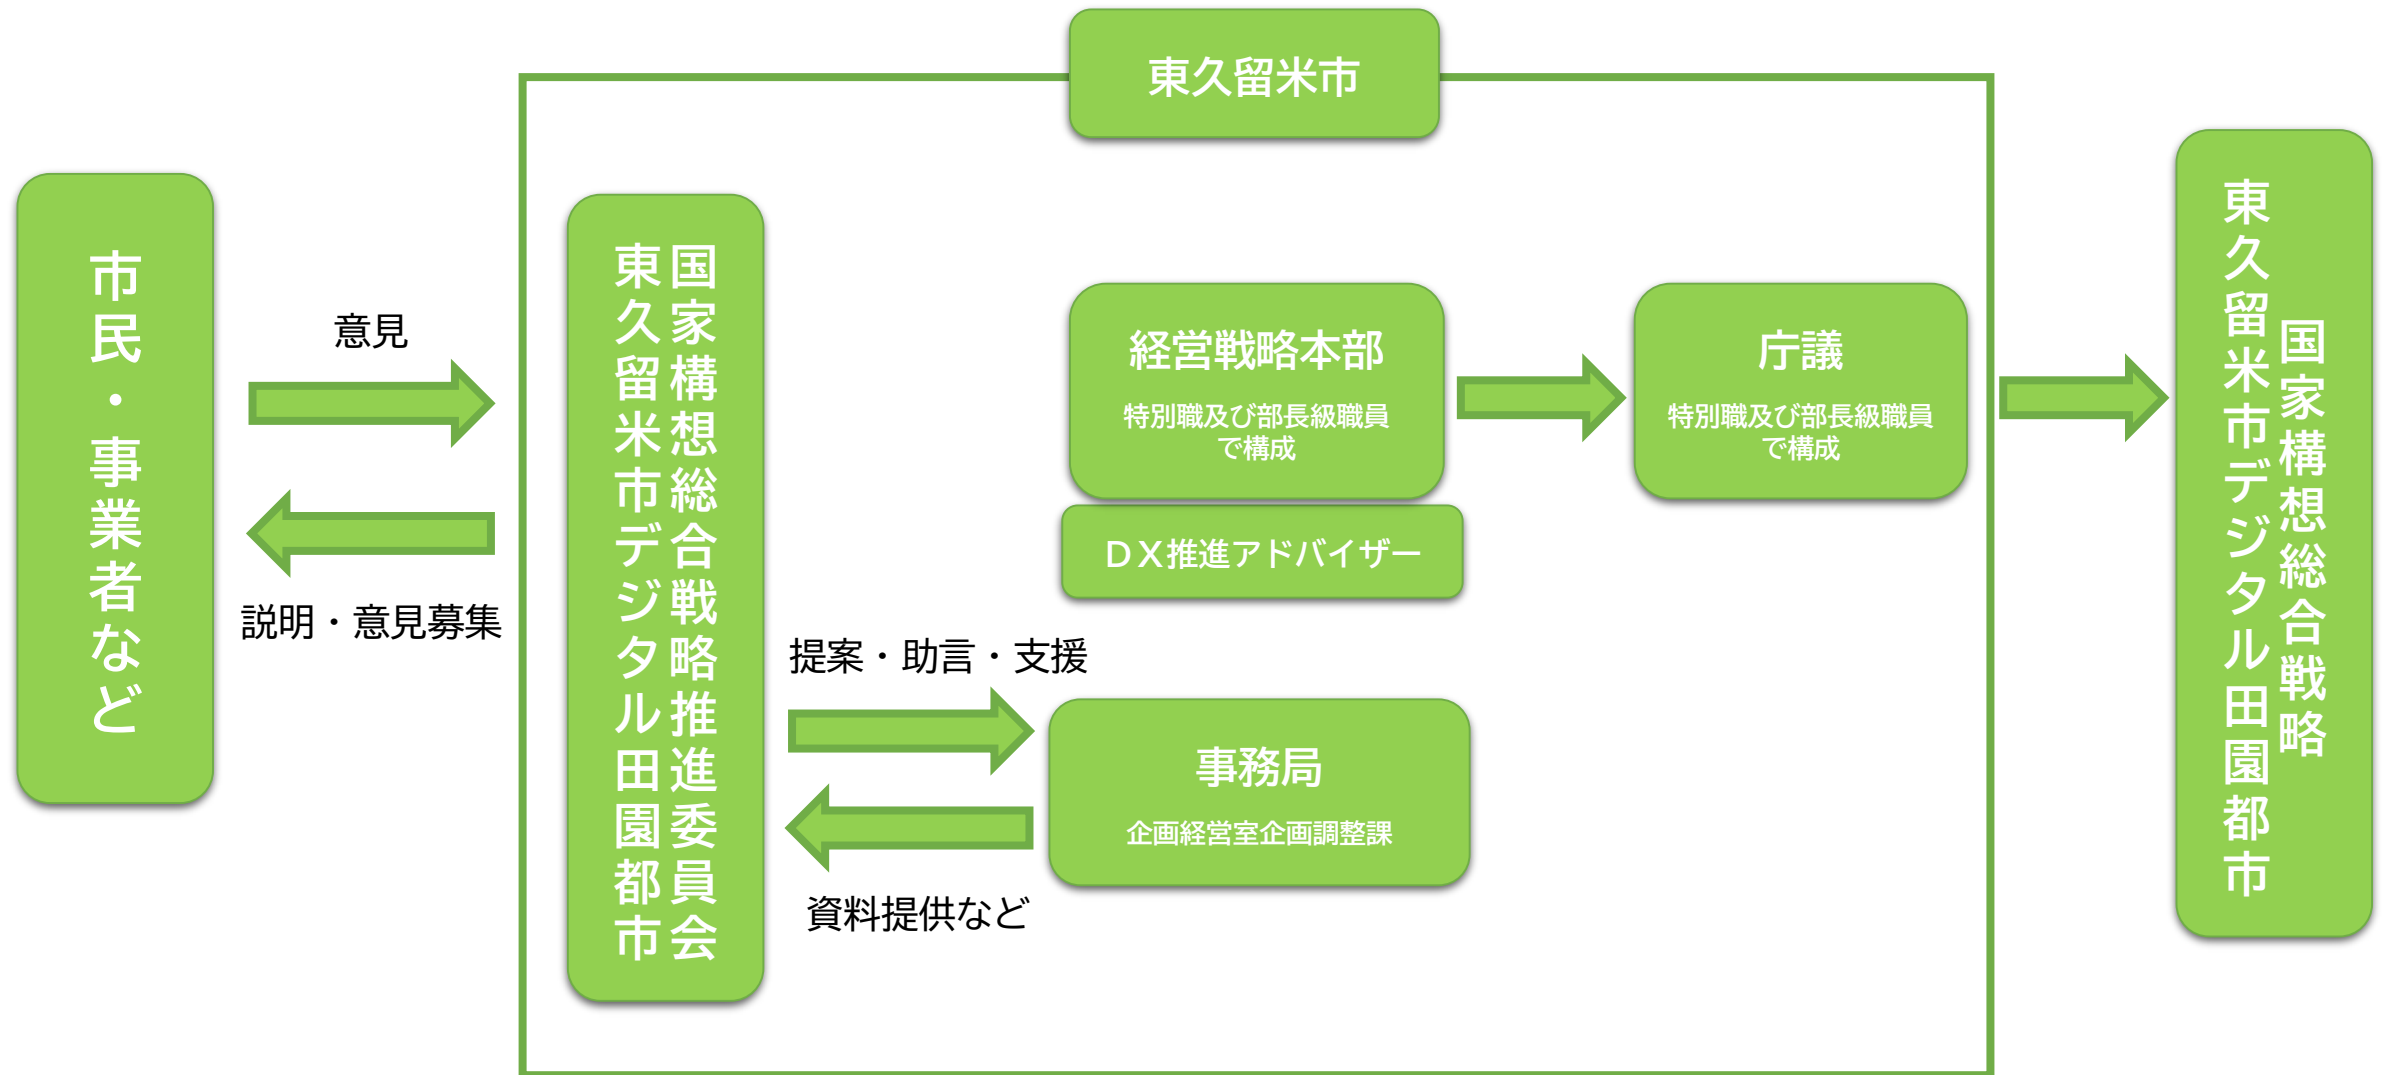 東久留米市
市民・事業者など
意見
説明・意見募集
東久留米市デジタル田園都市
国家構想総合戦略推進委員会
経営戦略本部
特別職及び部長級職員
で構成
ＤＸ推進アドバイザー
庁議
特別職及び部長級職員
で構成
提案・助言・支援
事務局
企画経営室企画調整課
資料提供など
東久留米市デジタル田園都市
国家構想総合戦略